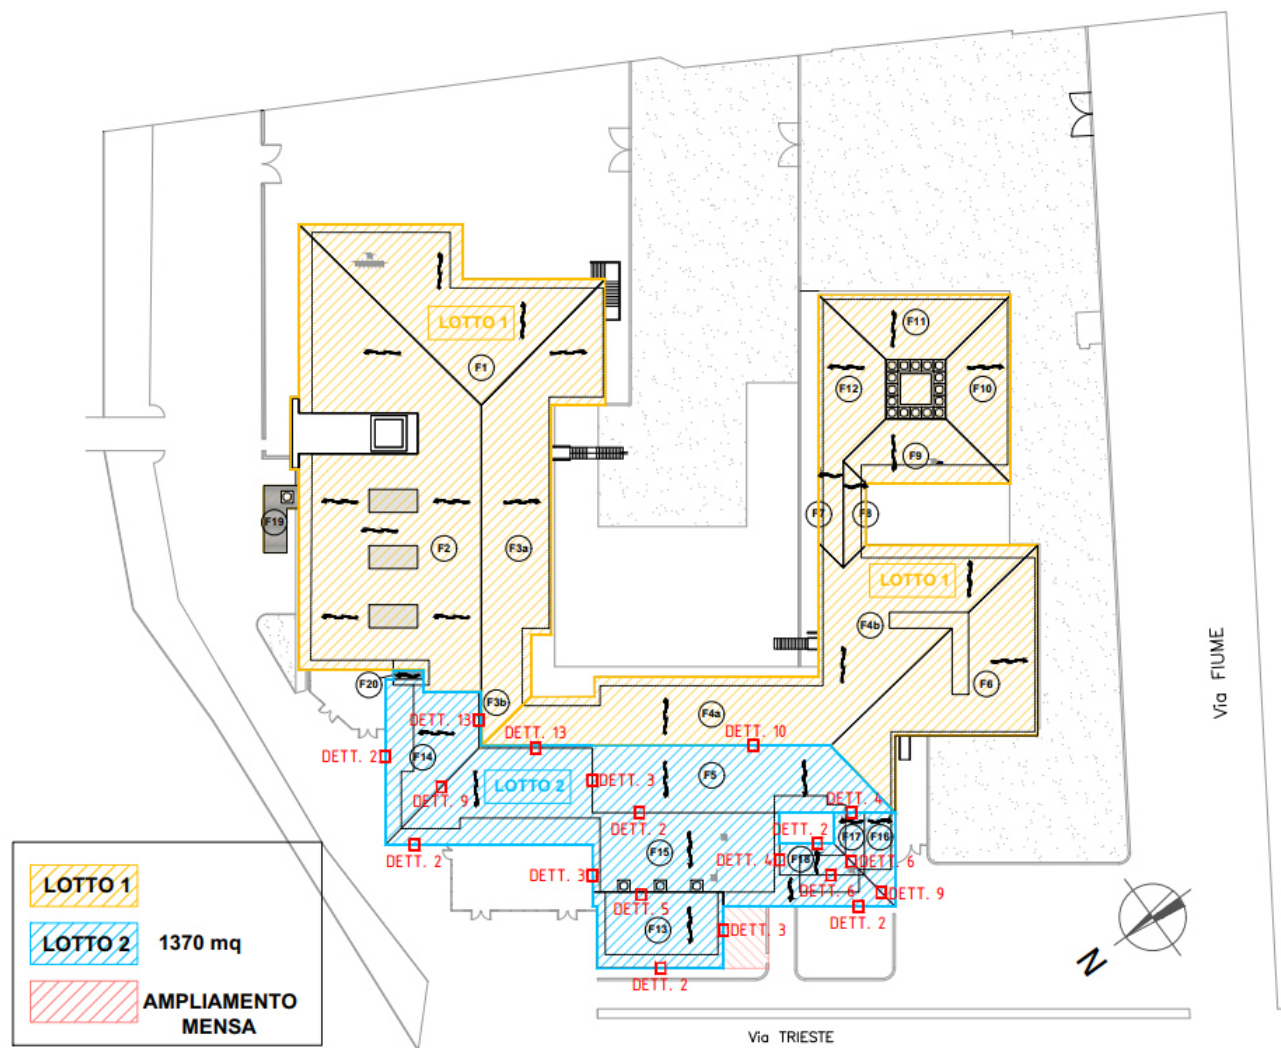 F11
LOTTO 1
F1
F12
F10
F9
F7
F8
F19
F2
F3a
LOTTO 1
F4b
Via FIUME
F20
F6
F3b
DETT. 13
F4a
DETT. 13
DETT. 10
DETT. 2
F14
F5
DETT. 3
LOTTO 2
DETT. 9
DETT. 2
DETT. 4
DETT. 2
F17
F16
DETT. 2
F15
DETT. 4
F18
DETT. 6
DETT. 3
DETT. 6
DETT. 9
DETT. 5
DETT. 2
F13
DETT. 3
DETT. 2
N
LOTTO 1
LOTTO 2 1370 mq
AMPLIAMENTO
MENSA
Via TRIESTE